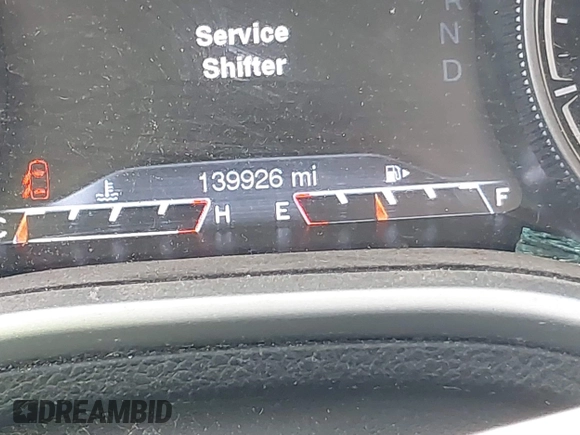 Service
Shifter
R
N
D
139926 mi
C H E F
DREAMBID